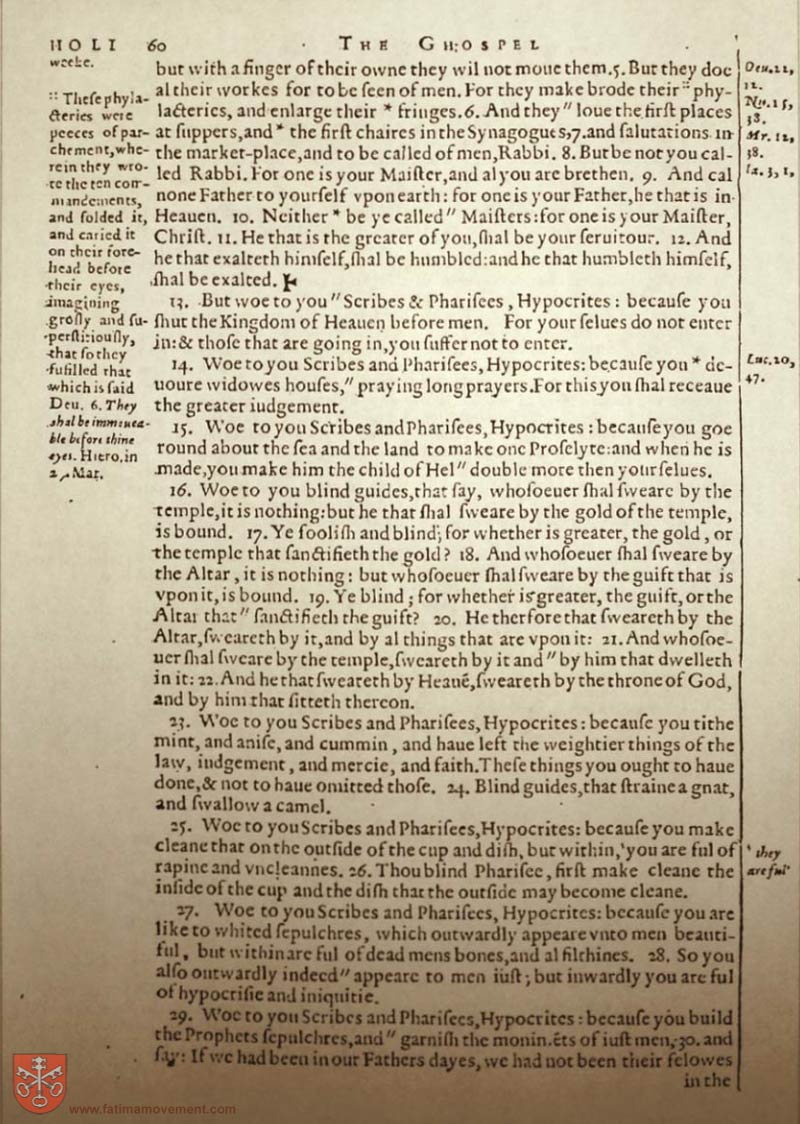 HOLI 60 THE GHOSPEL
weeke.
:: Theſe phyla-
cteries were
peeces of par-
chement, whe-
rein they wro-
te the ten com-
mandements,
and folded it,
and caried it
on their fore-
head before
their eyes,
imagining
groſly and ſu-
perſtitiouſly,
that ſo they
fulfilled that
which is ſaid
Deu. 6. They
shal be immouea-
ble before thine
eyes. Hiero. in
Mat.
but with a finger of their owne they wil not moue them. 5. But they doe
al their workes for to be ſeen of men. For they make brode their :: phy-
lacteries, and enlarge their * fringes. 6. And they " loue the firſt places
at ſuppers, and * the firſt chaires in the Synagogues, 7. and ſalutations in
the market-place, and to be called of men, Rabbi. 8. But be not you cal-
led Rabbi. For one is your Maiſter, and al you are brethen. 9. And cal
none Father to yourſelf vpon earth: for one is your Father, he that is in
Heauen. 10. Neither * be ye called " Maiſters: for one is your Maiſter,
Chriſt. 11. He that is the greater of you, ſhal be your ſeruitour. 12. And
he that exalteth himſelf, ſhal be humbled: and he that humbleth himſelf,
ſhal be exalted.
13. But woe to you " Scribes & Phariſees, Hypocrites: becauſe you
ſhut the Kingdom of Heauen before men. For your ſelues do not enter
in: & thoſe that are going in, you ſuffer not to enter.
14. Woe to you Scribes and Phariſees, Hypocrites: becauſe you * de-
uoure widowes houſes, " praying long prayers. For this you ſhal receaue
the greater iudgement.
15. Woe to you Scribes and Phariſees, Hypocrites: becauſe you goe
round about the ſea and the land to make one Proſelyte: and when he is
made, you make him the child of Hel " double more then yourſelues.
16. Woe to you blind guides, that ſay, whoſoeuer ſhal ſweare by the
temple, it is nothing: but he that ſhal ſweare by the gold of the temple,
is bound. 17. Ye fooliſh and blind; for whether is greater, the gold, or
the temple that ſanctifieth the gold? 18. And whoſoeuer ſhal ſweare by
the Altar, it is nothing: but whoſoeuer ſhal ſweare by the guift that is
vpon it, is bound. 19. Ye blind; for whether is greater, the guift, or the
Altar that " ſanctifieth the guift? 20. He therfore that ſweareth by the
Altar, ſweareth by it, and by al things that are vpon it: 21. And whoſoe-
uer ſhal ſweare by the temple, ſweareth by it and " by him that dwelleth
in it: 22. And he that ſweareth by Heauē, ſweareth by the throne of God,
and by him that ſitteth thereon.
23. Woe to you Scribes and Phariſees, Hypocrites: becauſe you tithe
mint, and aniſe, and cummin, and haue left the weightier things of the
law, iudgement, and mercie, and faith. Theſe things you ought to haue
done, & not to haue omitted thoſe. 24. Blind guides, that ſtraine a gnat,
and ſwallow a camel.
25. Woe to you Scribes and Phariſees, Hypocrites: becauſe you make
cleane that on the outſide of the cup and diſh, but within, ' you are ful of
rapine and vncleannes. 26. Thou blind Phariſee, firſt make cleane the
inſide of the cup and the diſh that the outſide may become cleane.
27. Woe to you Scribes and Phariſees, Hypocrites: becauſe you are
like to whited ſepulchres, which outwardly appeare vnto men beauti-
ful, but within are ful of dead mens bones, and al filthines. 28. So you
alſo outwardly indeed " appeare to men iuſt; but inwardly you are ful
of hypocriſie and iniquitie.
29. Woe to you Scribes and Phariſees, Hypocrites: becauſe you build
the Prophets ſepulchres, and " garniſh the monimēts of iuſt men, 30. and
ſay: If we had been in our Fathers dayes, we had not been their felowes
in the
Deu. 22,
12.
Nu. 15,
38.
Mr. 12,
38.
Ia. 3, 1,
Luc. 20,
47.
' they
are ful
www.fatimamovement.com